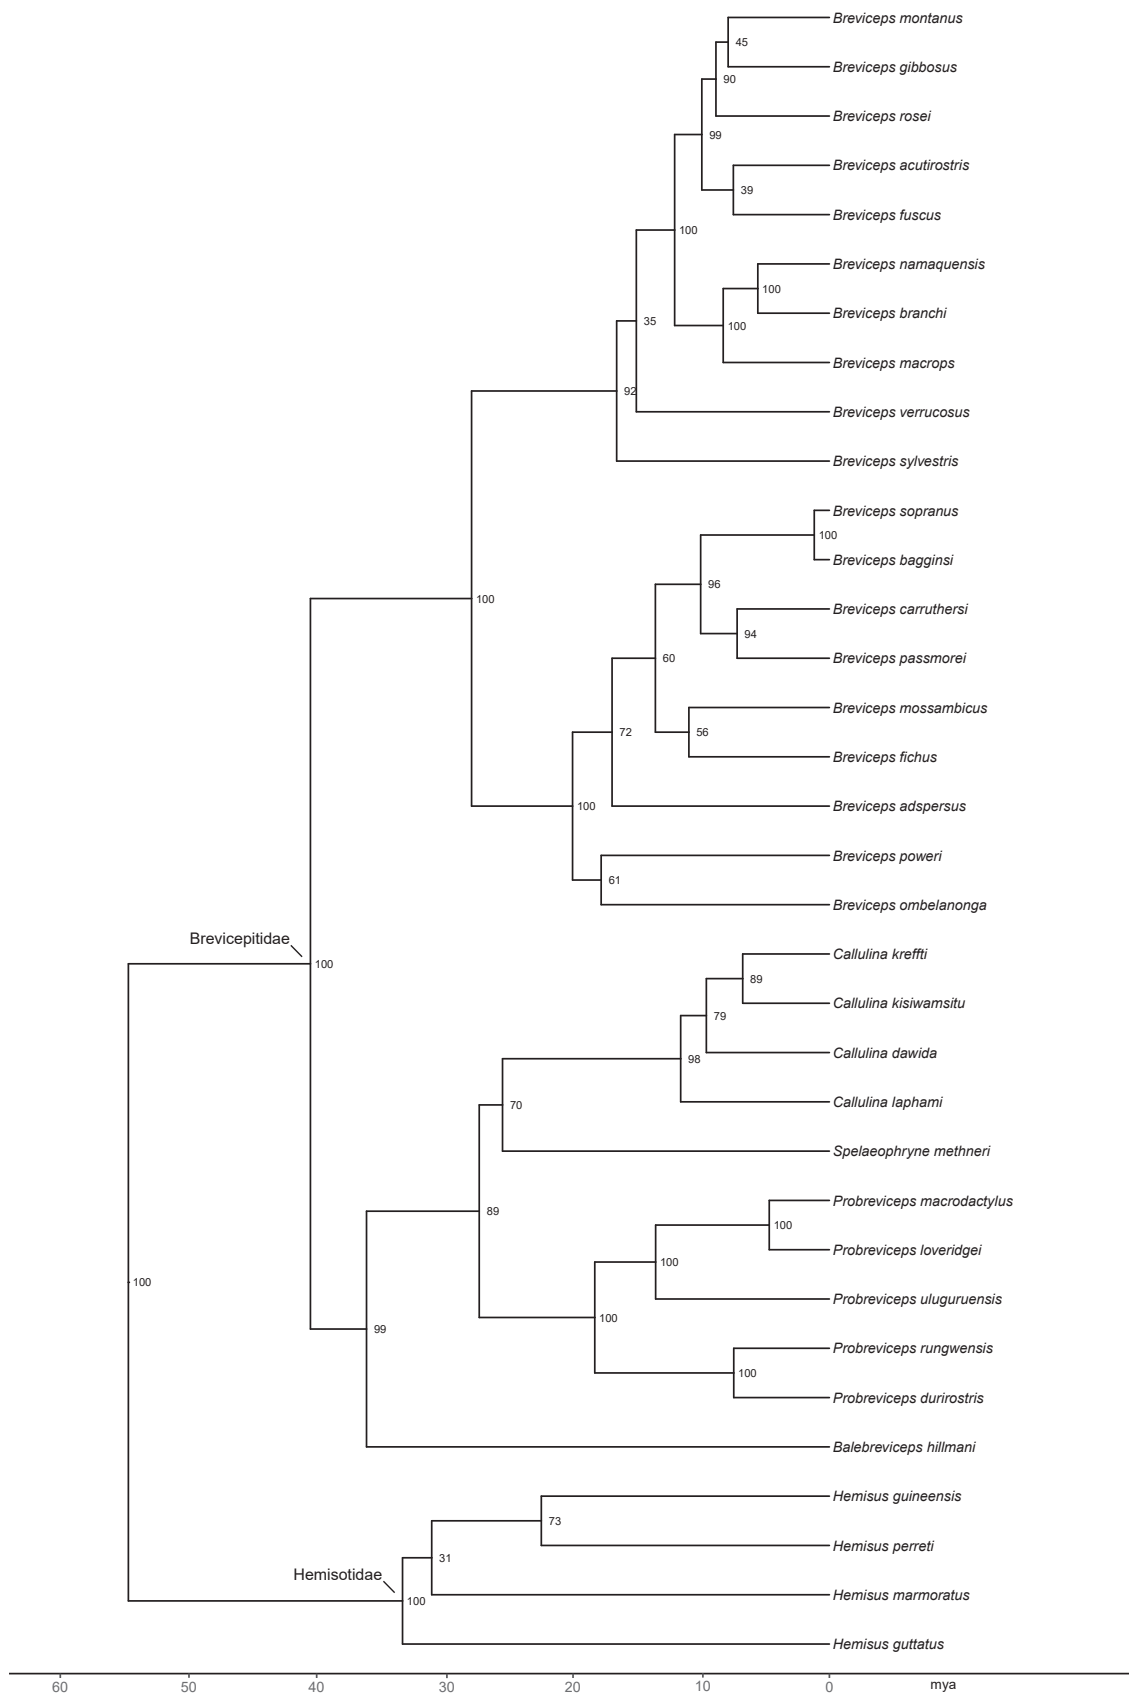 Breviceps montanus
45
Breviceps gibbosus
90
Breviceps rosei
99
Breviceps acutirostris
39
Breviceps fuscus
100
Breviceps namaquensis
100
Breviceps branchi
35
100
Breviceps macrops
92
Breviceps verrucosus
Breviceps sylvestris
Breviceps sopranus
100
Breviceps bagginsi
96
100
Breviceps carruthersi
94
Breviceps passmorei
60
Breviceps mossambicus
72
56
Breviceps fichus
100
Breviceps adspersus
Breviceps poweri
61
Breviceps ombelanonga
Brevicepitidae
100
Callulina kreffti
89
Callulina kisiwamsitu
79
Callulina dawida
98
Callulina laphami
70
Spelaeophryne methneri
Probreviceps macrodactylus
89
100
Probreviceps loveridgei
100
100
Probreviceps uluguruensis
100
99
Probreviceps rungwensis
100
Probreviceps durirostris
Balebreviceps hillmani
Hemisus guineensis
73
Hemisus perreti
31
Hemisotidae
Hemisus marmoratus
100
Hemisus guttatus
60 50 40 30 20 10 0 mya